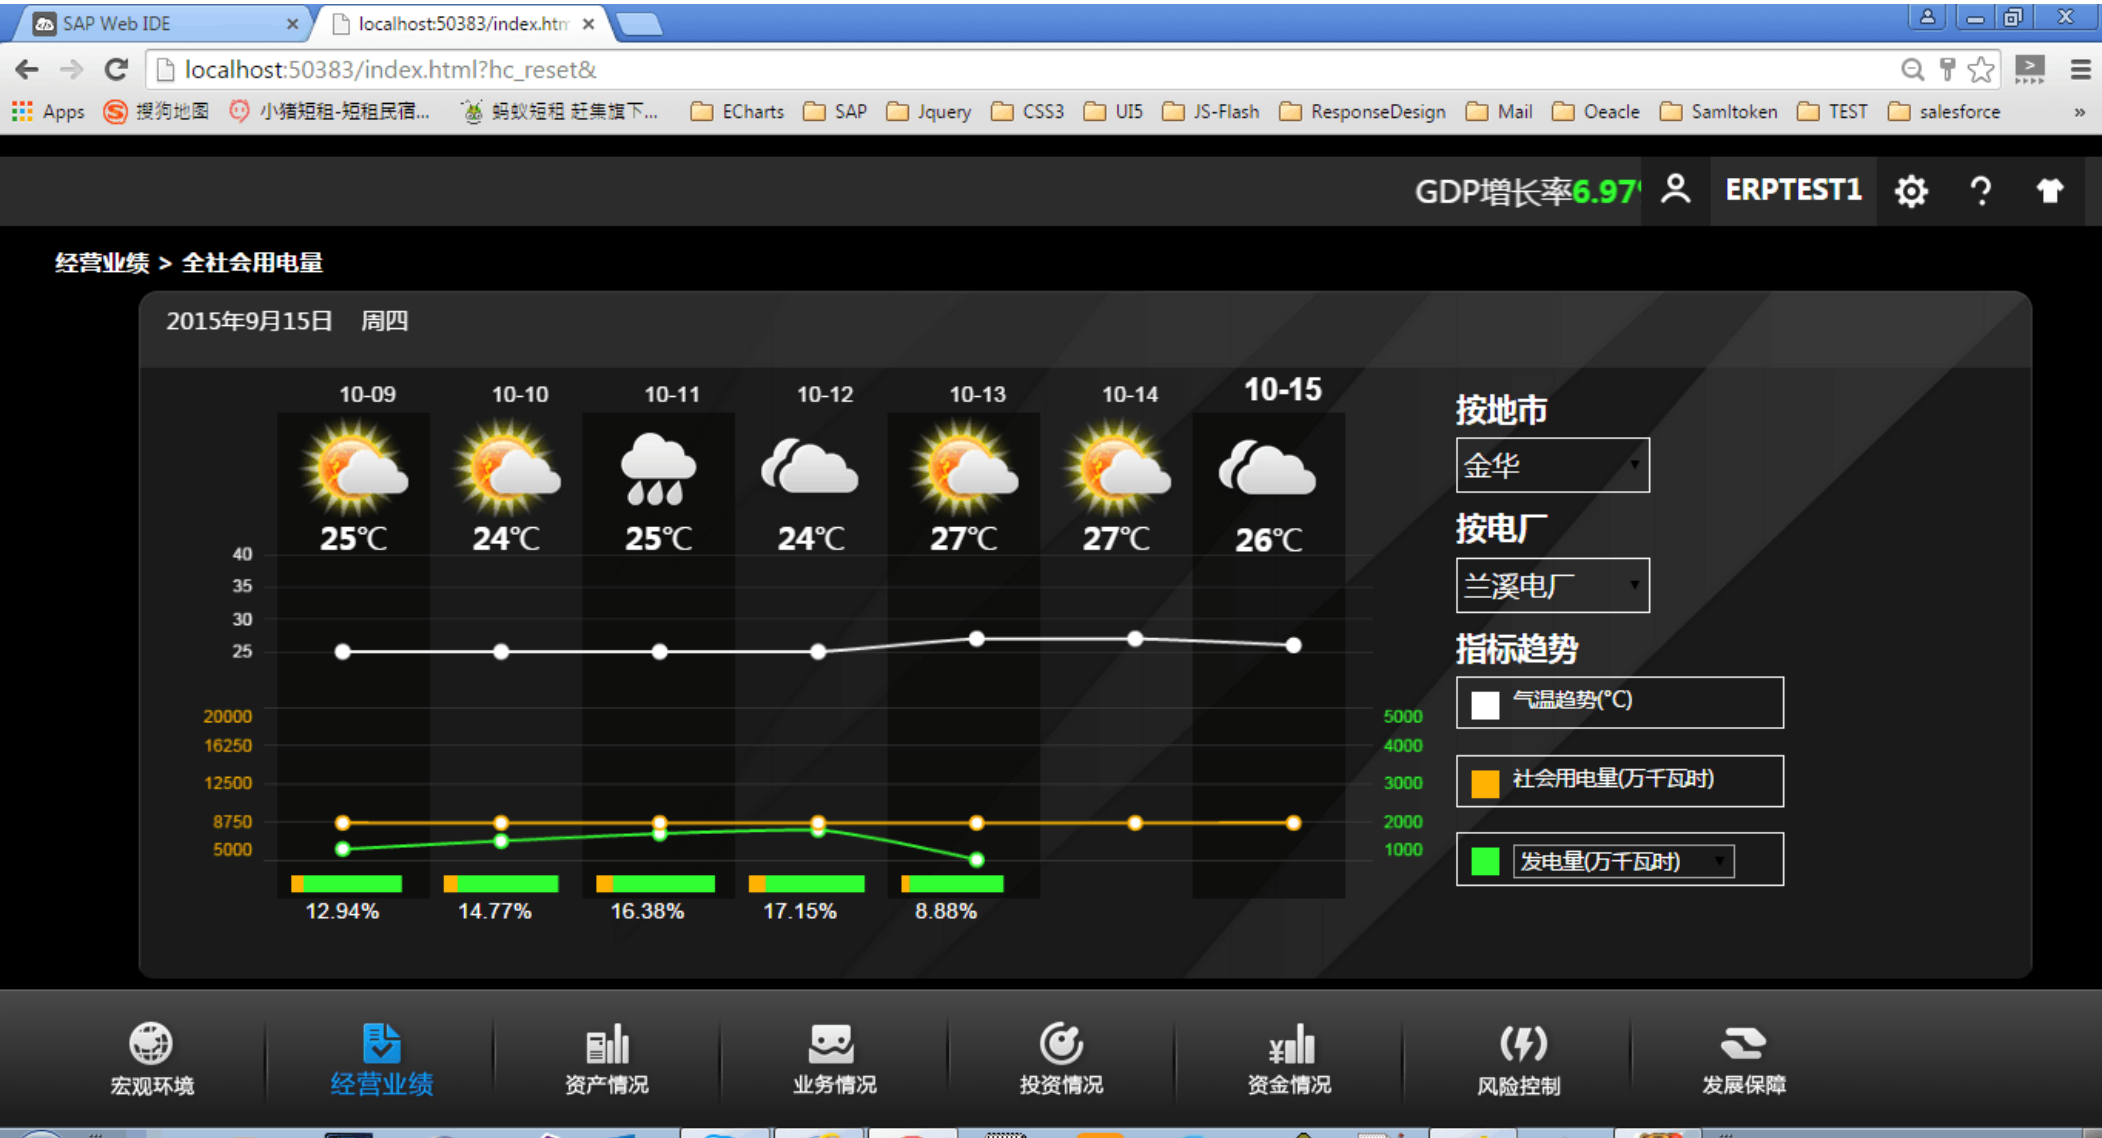 SAP Web IDE
localhost:50383/index.htm
localhost:50383/index.html?hc_reset&
Apps 搜狗地图 小猪短租-短租民宿... 蚂蚁短租 赶集旗下... ECharts SAP Jquery CSS3 UI5 JS-Flash ResponseDesign Mail Oeacle Samltoken TEST salesforce »
GDP增长率6.97% ERPTEST1
经营业绩 > 全社会用电量
2015年9月15日 周四
10-09 10-10 10-11 10-12 10-13 10-14 10-15
25℃ 24℃ 25℃ 24℃ 27℃ 27℃ 26℃
40
35
30
25
20000
16250
12500
8750
5000
5000
4000
3000
2000
1000
12.94% 14.77% 16.38% 17.15% 8.88%
按地市
金华
按电厂
兰溪电厂
指标趋势
气温趋势(℃)
社会用电量(万千瓦时)
发电量(万千瓦时)
宏观环境 经营业绩 资产情况 业务情况 投资情况 资金情况 风险控制 发展保障